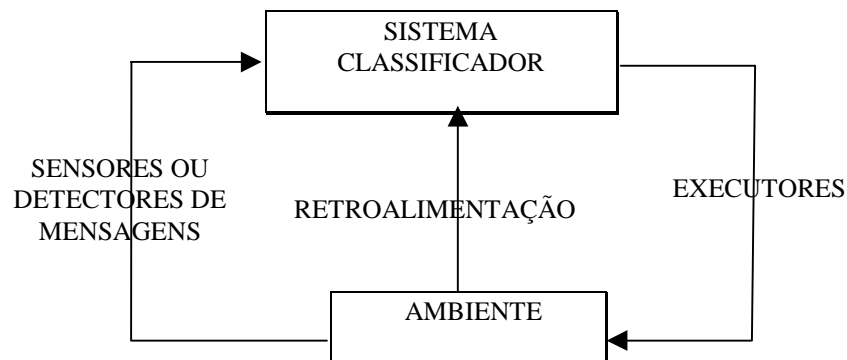 SISTEMA
CLASSIFICADOR
SENSORES OU
DETECTORES DE
MENSAGENS
RETROALIMENTAÇÃO
EXECUTORES
AMBIENTE